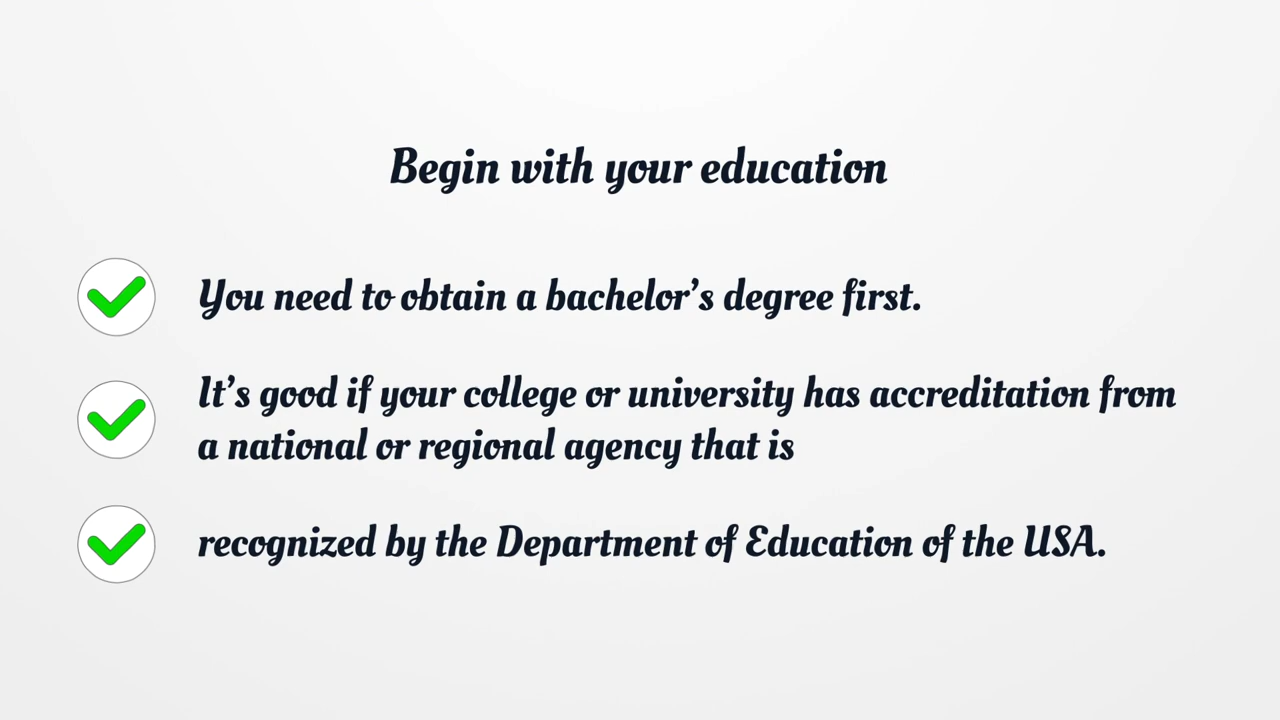 Begin with your education
You need to obtain a bachelor’s degree first.
It’s good if your college or university has accreditation from
a national or regional agency that is
recognized by the Department of Education of the USA.